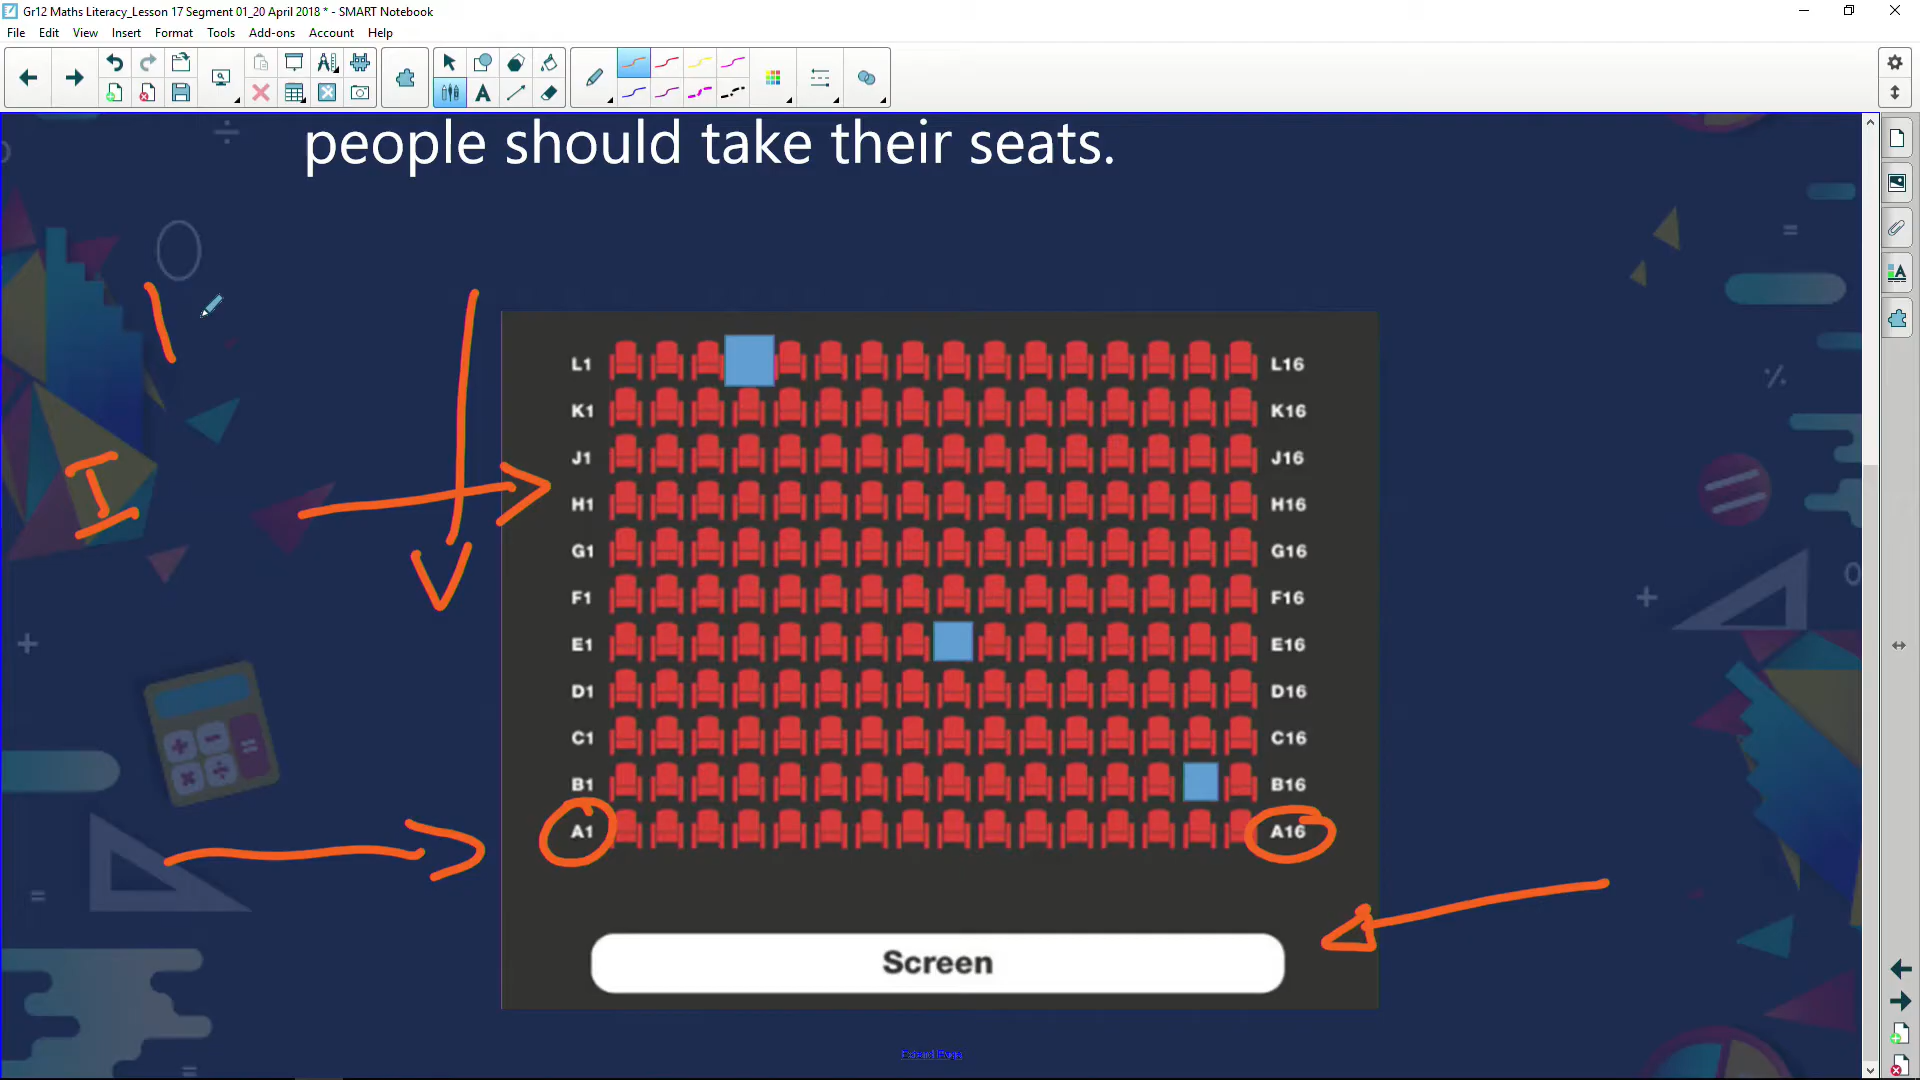 Gr12 Maths Literacy_Lesson 17 Segment 01_20 April 2018 * - SMART Notebook
File Edit View Insert Format Tools Add-ons Account Help
people should take their seats.
L1 L16
K1 K16
J1 J16
H1 H16
G1 G16
F1 F16
E1 E16
D1 D16
C1 C16
B1 B16
A1 A16
I
Screen
Extend Page